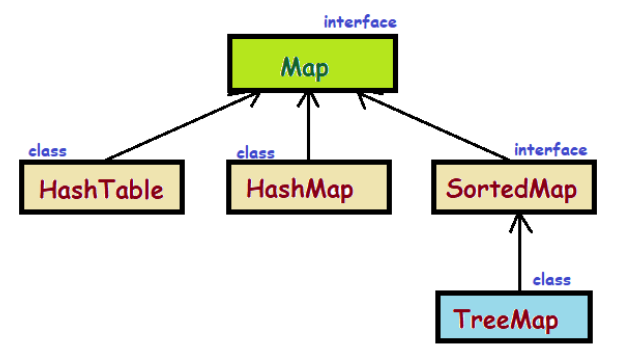 interface
Map
class
HashTable
class
HashMap
interface
SortedMap
class
TreeMap